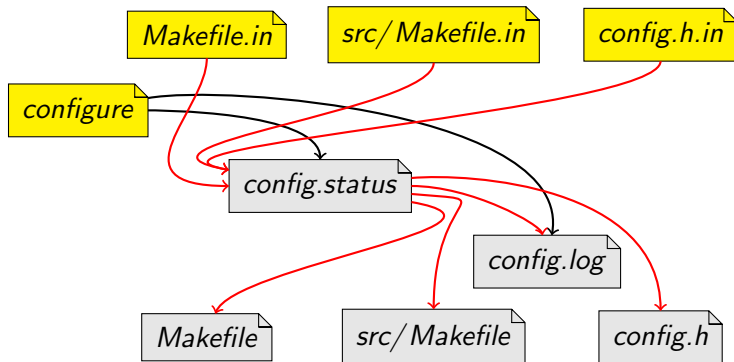 Makefile.in
src/Makefile.in
config.h.in
configure
config.status
config.log
Makefile
src/Makefile
config.h